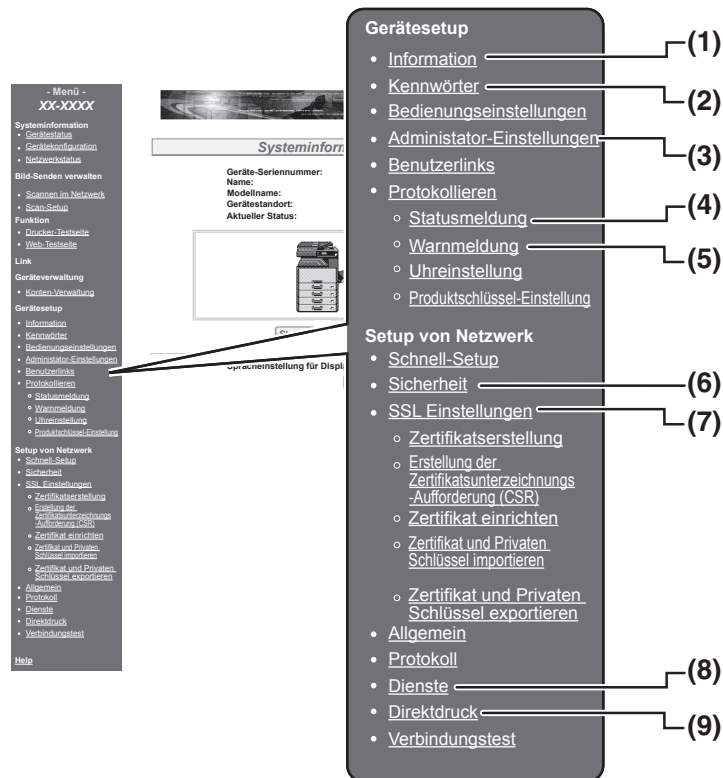 - Menü -
XX-XXXX
Systeminformation
• Gerätestatus
• Gerätekonfiguration
• Netzwerkstatus
Bild-Senden verwalten
• Scannen im Netzwerk
• Scan-Setup
Funktion
• Drucker-Testseite
• Web-Testseite
Link
Geräteverwaltung
• Konten-Verwaltung
Gerätesetup
• Information
• Kennwörter
• Bedienungseinstellungen
• Administator-Einstellungen
• Benutzerlinks
• Protokollieren
Statusmeldung
Warnmeldung
Uhreinstellung
Produktschlüssel-Einstellung
Setup von Netzwerk
• Schnell-Setup
• Sicherheit
• SSL Einstellungen
Zertifikatserstellung
Erstellung der
Zertifikatsunterzeichnungs
-Aufforderung (CSR)
Zertifikat einrichten
Zertifikat und Privaten
Schlüssel importieren
Zertifikat und Privaten
Schlüssel exportieren
• Allgemein
• Protokoll
• Dienste
• Direktdruck
• Verbindungstest
Help
Systeminfor
Geräte-Seriennummer:
Name:
Modellname:
Gerätestandort:
Aktueller Status:
Spracheinstellung für Displa
Gerätesetup
• Information (1)
• Kennwörter (2)
• Bedienungseinstellungen
• Administator-Einstellungen (3)
• Benutzerlinks
• Protokollieren
Statusmeldung (4)
Warnmeldung (5)
Uhreinstellung
Produktschlüssel-Einstellung
Setup von Netzwerk
• Schnell-Setup
• Sicherheit (6)
• SSL Einstellungen (7)
Zertifikatserstellung
Erstellung der
Zertifikatsunterzeichnungs
-Aufforderung (CSR)
Zertifikat einrichten
Zertifikat und Privaten
Schlüssel importieren
Zertifikat und Privaten
Schlüssel exportieren
• Allgemein
• Protokoll
• Dienste (8)
• Direktdruck (9)
• Verbindungstest